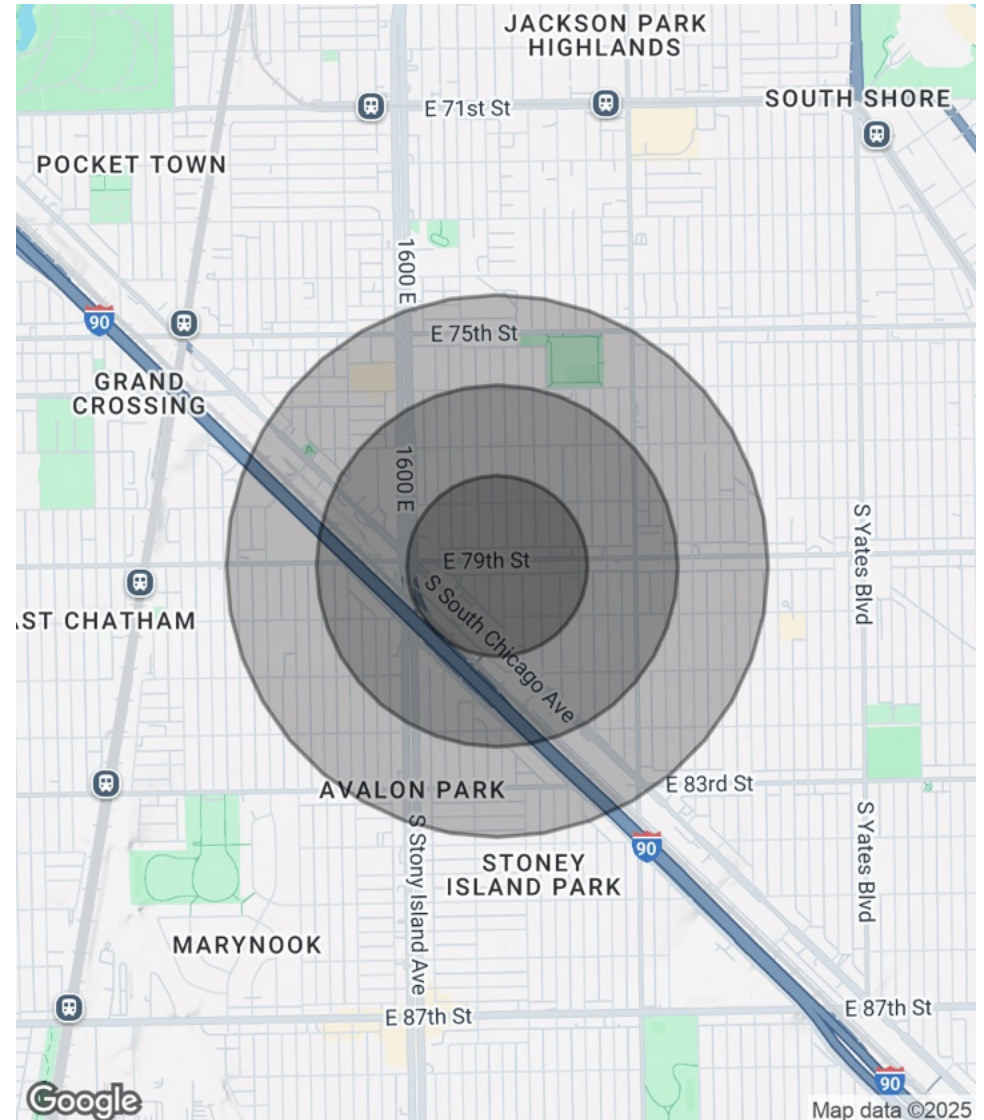 JACKSON PARK
HIGHLANDS
SOUTH SHORE
E 71st St
POCKET TOWN
1600 E
90
E 75th St
GRAND
CROSSING
1600 E
E 79th St
S Yates Blvd
S South Chicago Ave
AST CHATHAM
E 83rd St
AVALON PARK
S Stony Island Ave
90
S Yates Blvd
STONEY
ISLAND PARK
MARYNOOK
E 87th St
E 87th St
90
Google
Map data ©2025